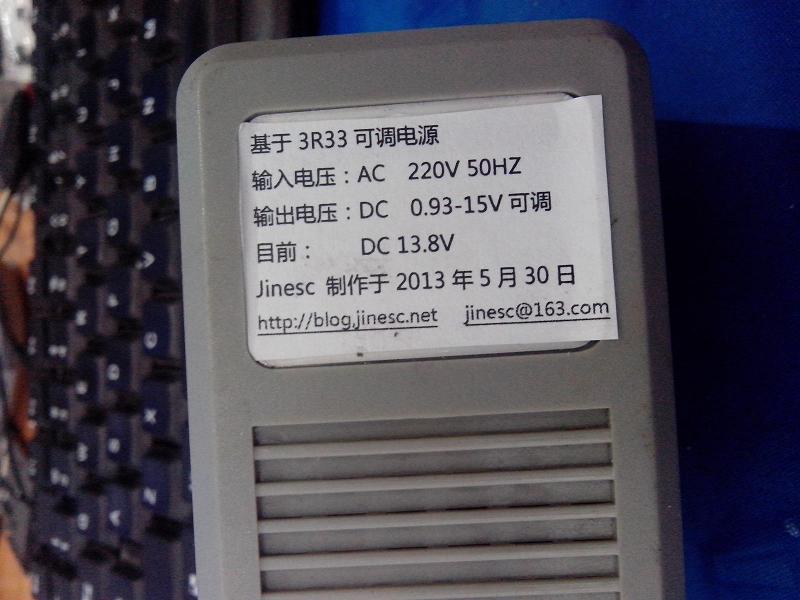 基于 3R33 可调电源
输入电压：AC 220V 50HZ
输出电压：DC 0.93-15V 可调
目前： DC 13.8V
Jinesc 制作于 2013 年 5 月 30 日
http://blog.jinesc.net jinesc@163.com